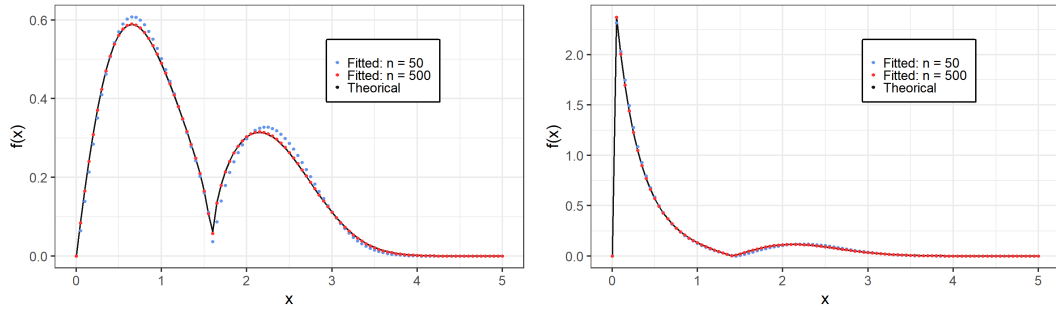 0.6
0.4
0.2
0.0
f(x)
Fitted: n = 50
Fitted: n = 500
Theorical
0 1 2 3 4 5
x
2.0
1.5
1.0
0.5
0.0
f(x)
Fitted: n = 50
Fitted: n = 500
Theorical
0 1 2 3 4 5
x